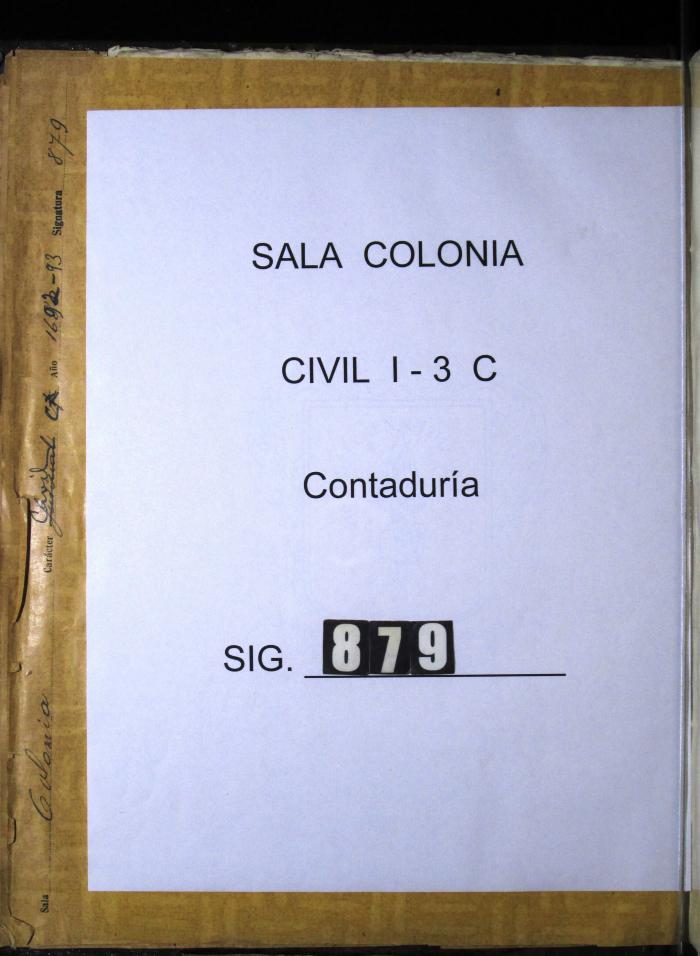 SALA COLONIA
CIVIL I - 3 C
Contaduría
SIG. 879
Sala Colonia Carácter Civil Año 1692-93 Signatura 879